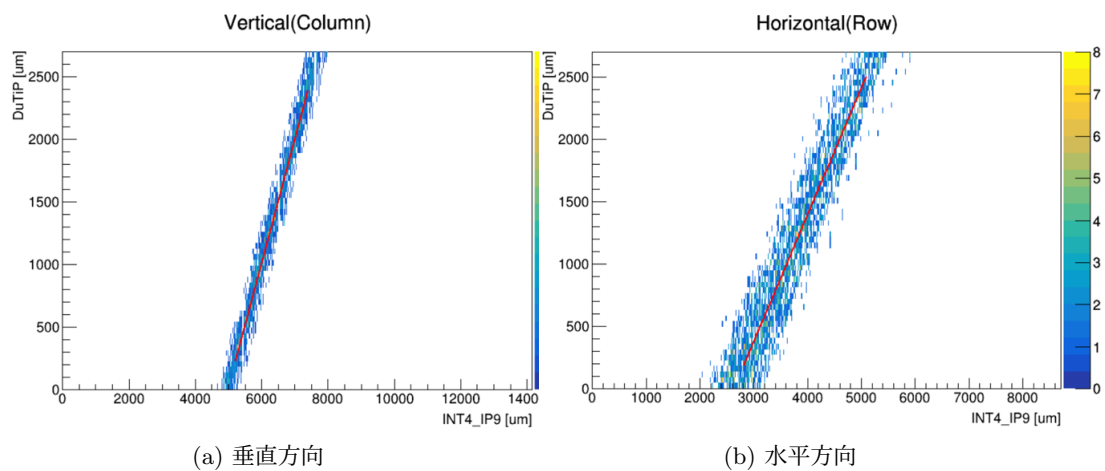 Vertical(Column)
DuTiP [um]
2500
2000
1500
1000
500
0
0 2000 4000 6000 8000 10000 12000 1400
INT4_IP9 [um]
(a) 垂直方向
Horizontal(Row)
DuTiP [um]
2500
2000
1500
1000
500
0
0 1000 2000 3000 4000 5000 6000 7000 8000
INT4_IP9 [um]
8
7
6
5
4
3
2
1
0
(b) 水平方向